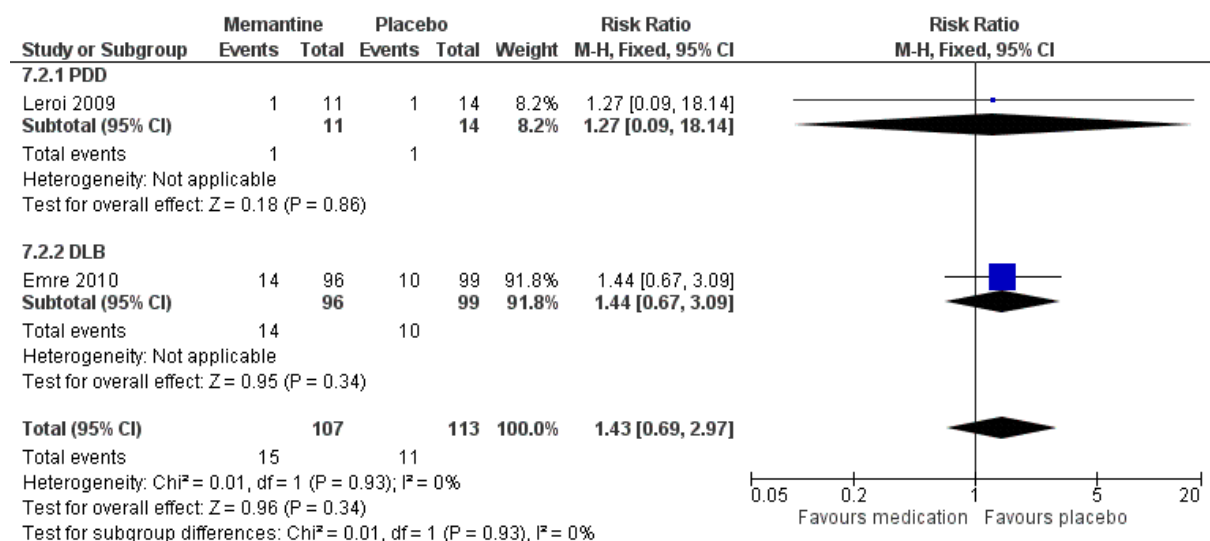 Memantine Placebo Risk Ratio Risk Ratio
Study or Subgroup Events Total Events Total Weight M-H, Fixed, 95% CI M-H, Fixed, 95% CI
7.2.1 PDD
Leroi 2009 1 11 1 14 8.2% 1.27 [0.09, 18.14]
Subtotal (95% CI) 11 14 8.2% 1.27 [0.09, 18.14]
Total events 1 1
Heterogeneity: Not applicable
Test for overall effect: Z = 0.18 (P = 0.86)
7.2.2 DLB
Emre 2010 14 96 10 99 91.8% 1.44 [0.67, 3.09]
Subtotal (95% CI) 96 99 91.8% 1.44 [0.67, 3.09]
Total events 14 10
Heterogeneity: Not applicable
Test for overall effect: Z = 0.95 (P = 0.34)
Total (95% CI) 107 113 100.0% 1.43 [0.69, 2.97]
Total events 15 11
Heterogeneity: Chi² = 0.01, df = 1 (P = 0.93); I² = 0%
Test for overall effect: Z = 0.96 (P = 0.34)
Test for subgroup differences: Chi² = 0.01, df = 1 (P = 0.93), I² = 0%
0.05 0.2 1 5 20
Favours medication Favours placebo